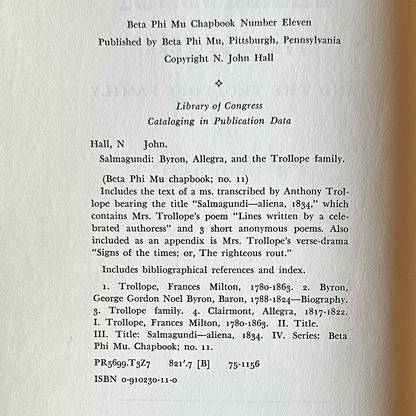 Beta Phi Mu Chapbook Number Eleven
Published by Beta Phi Mu, Pittsburgh, Pennsylvania
Copyright N. John Hall
Library of Congress
Cataloging in Publication Data
Hall, N John.
Salmagundi: Byron, Allegra, and the Trollope family.
(Beta Phi Mu chapbook; no. 11)
Includes the text of a ms. transcribed by Anthony Trol-
lope bearing the title “Salmagundi—aliena, 1834,” which
contains Mrs. Trollope’s poem “Lines written by a cele-
brated authoress” and 3 short anonymous poems. Also
included as an appendix is Mrs. Trollope’s verse-drama
“Signs of the times; or, The righteous rout.”
Includes bibliographical references and index.
1. Trollope, Frances Milton, 1780-1863. 2. Byron,
George Gordon Noel Byron, Baron, 1788-1824—Biography.
3. Trollope family. 4. Clairmont, Allegra, 1817-1822.
I. Trollope, Frances Milton, 1780-1863. II. Title.
III. Title: Salmagundi—aliena, 1834. IV. Series: Beta
Phi Mu. Chapbook; no. 11.
PR5699.T3Z7 821'.7 [B] 75-1156
ISBN 0-910230-11-0